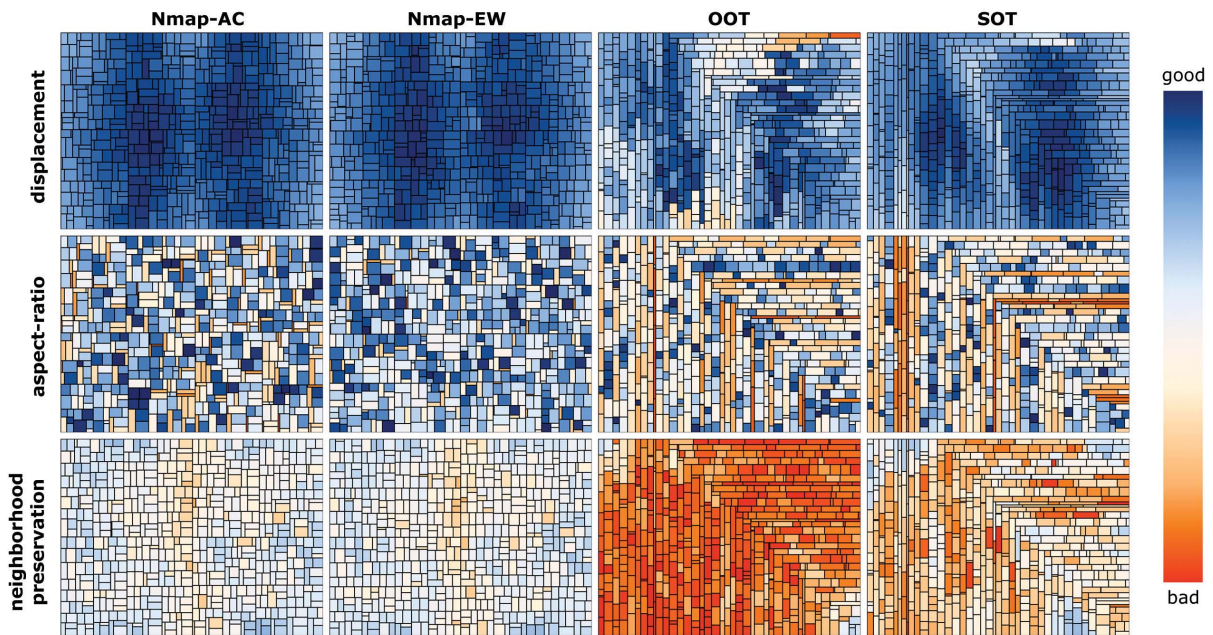 Nmap-AC
Nmap-EW
OOT
SOT
displacement
aspect-ratio
neighborhood
preservation
good
bad